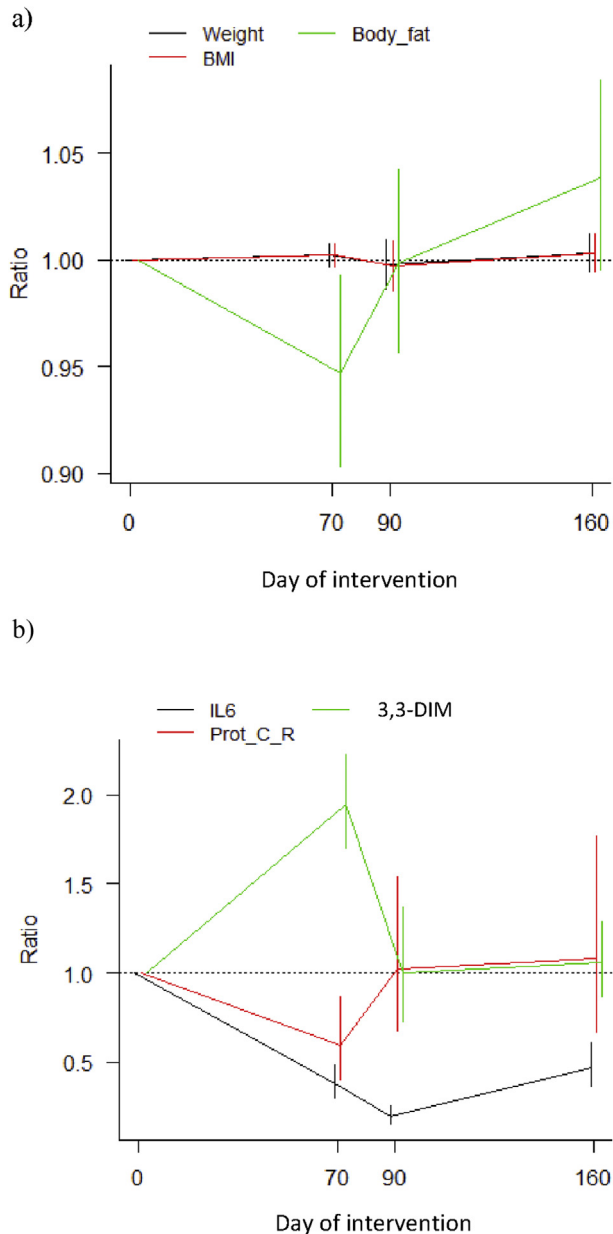 a)
Weight Body_fat
BMI
1.05
1.00
0.95
0.90
Ratio
0 70 90 160
Day of intervention
b)
IL6 3,3-DIM
Prot_C_R
2.0
1.5
1.0
0.5
Ratio
0 70 90 160
Day of intervention